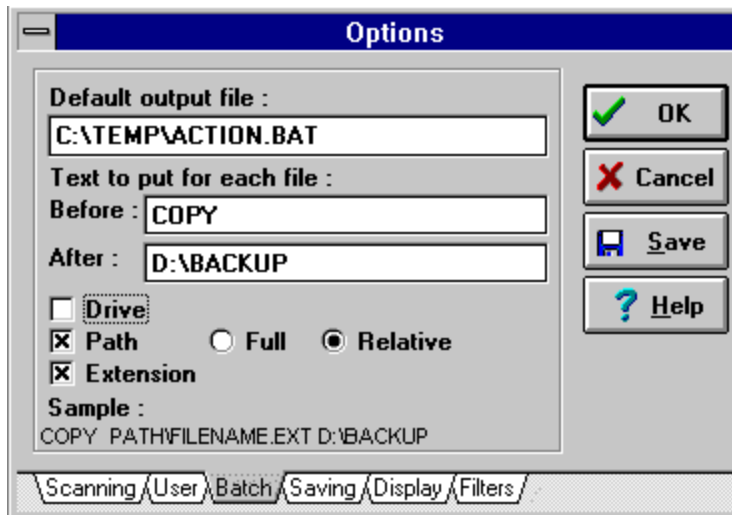 Options
Default output file :
C:\TEMP\ACTION.BAT
Text to put for each file :
Before : COPY
After : D:\BACKUP
Drive
Path Full Relative
Extension
Sample :
COPY PATH\FILENAME.EXT D:\BACKUP
OK
Cancel
Save
Help
Scanning User Batch Saving Display Filters